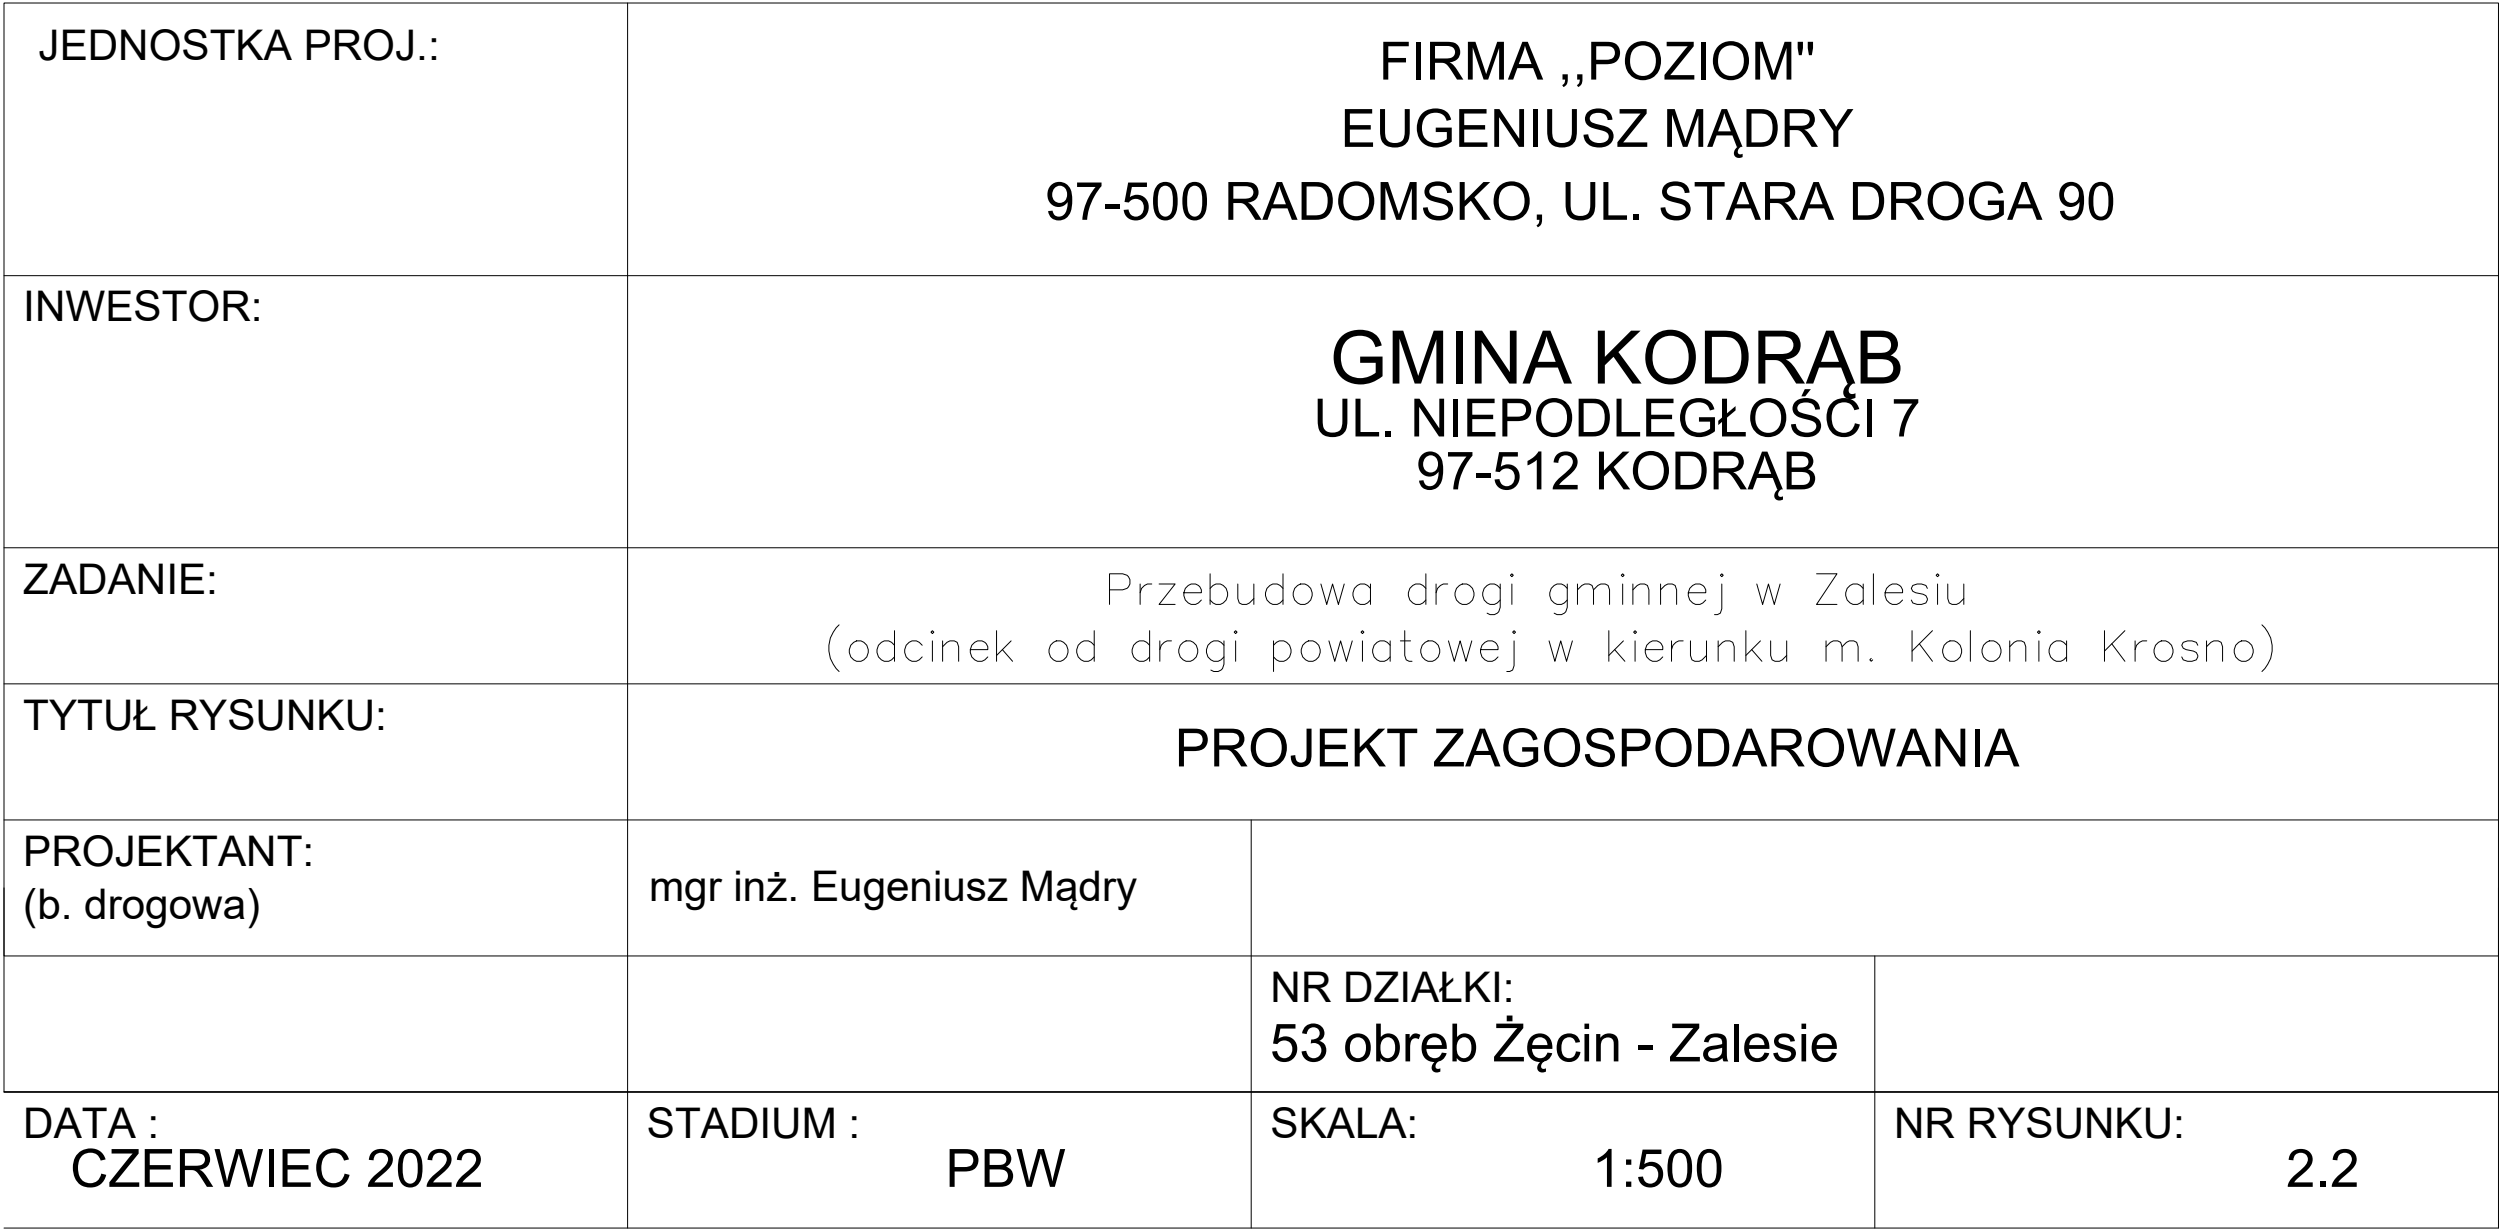 JEDNOSTKA PROJ.:
FIRMA ,,POZIOM"
EUGENIUSZ MĄDRY
97-500 RADOMSKO, UL. STARA DROGA 90
INWESTOR:
GMINA KODRĄB
UL. NIEPODLEGŁOŚCI 7
97-512 KODRĄB
ZADANIE:
Przebudowa drogi gminnej w Zalesiu
(odcinek od drogi powiatowej w kierunku m. Kolonia Krosno)
TYTUŁ RYSUNKU:
PROJEKT ZAGOSPODAROWANIA
PROJEKTANT:
(b. drogowa)
mgr inż. Eugeniusz Mądry
NR DZIAŁKI:
53 obręb Żęcin - Zalesie
DATA :
CZERWIEC 2022
STADIUM :
PBW
SKALA:
1:500
NR RYSUNKU:
2.2